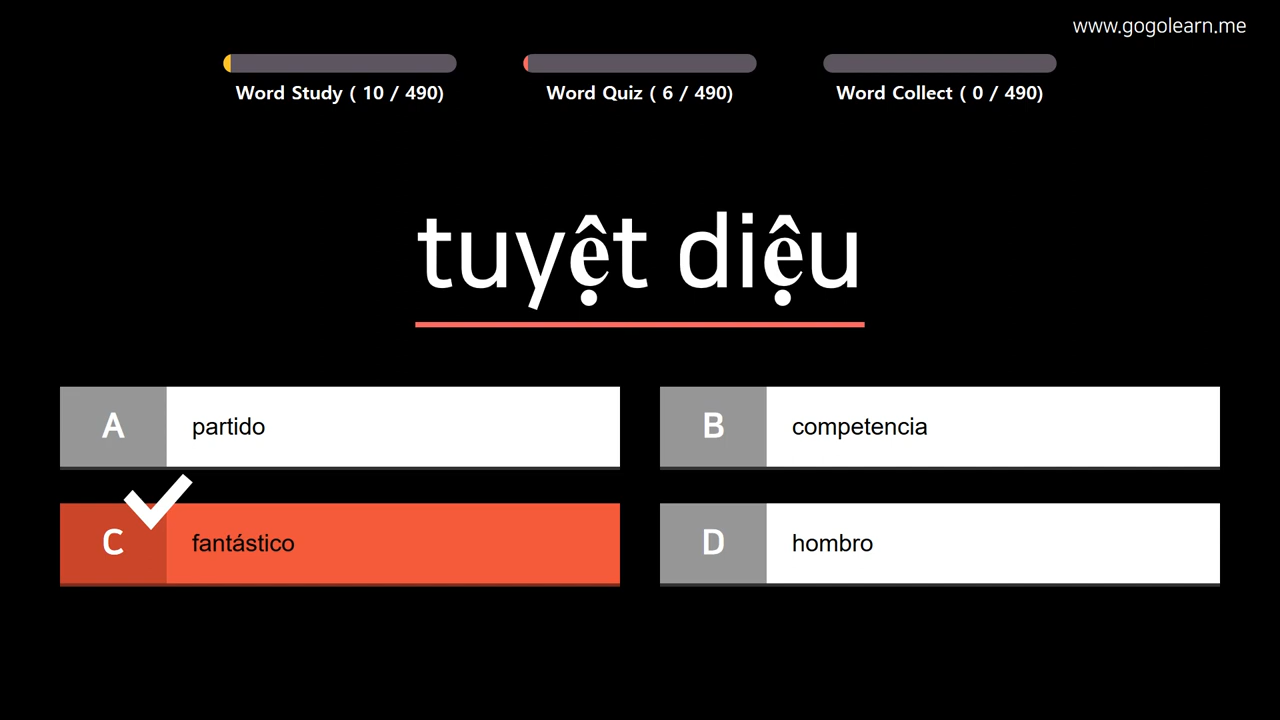 www.gogolearn.me
Word Study ( 10 / 490)
Word Quiz ( 6 / 490)
Word Collect ( 0 / 490)
tuyệt diệu
A partido
B competencia
C fantástico
D hombro